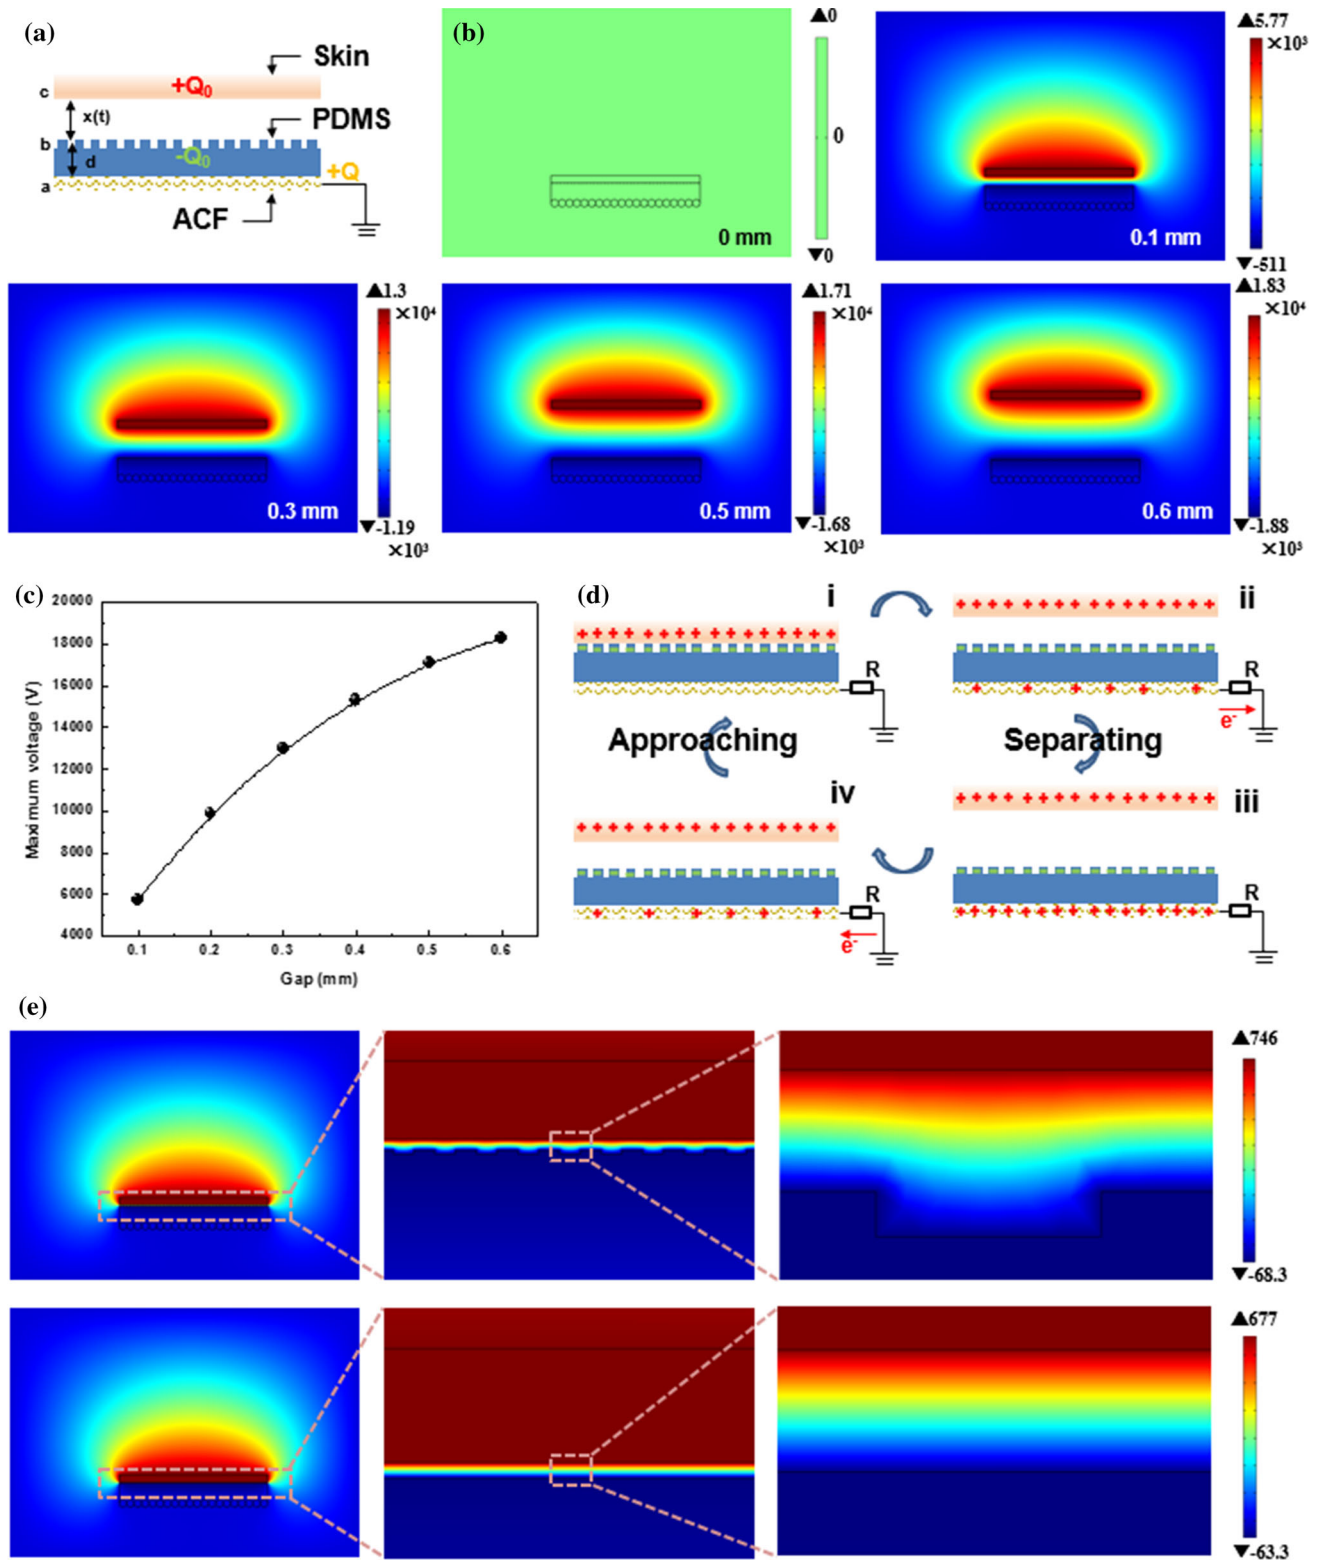 (a)
Skin
+Q₀
c
x(t)
PDMS
b
d
-Q₀
+Q
a
ACF
(b)
▲0
0
▼0
0 mm
▲5.77
×10³
0.1 mm
▼-511
▲1.3
×10⁴
0.3 mm
▼-1.19
×10³
▲1.71
×10⁴
0.5 mm
▼-1.68
×10³
▲1.83
×10⁴
0.6 mm
▼-1.88
×10³
(c)
Maximum voltage (V)
20000
18000
16000
14000
12000
10000
8000
6000
4000
0.1 0.2 0.3 0.4 0.5 0.6
Gap (mm)
(d)
i
ii
R
R
e⁻
Approaching
Separating
iv
iii
R
R
e⁻
(e)
▲746
▼-68.3
▲677
▼-63.3